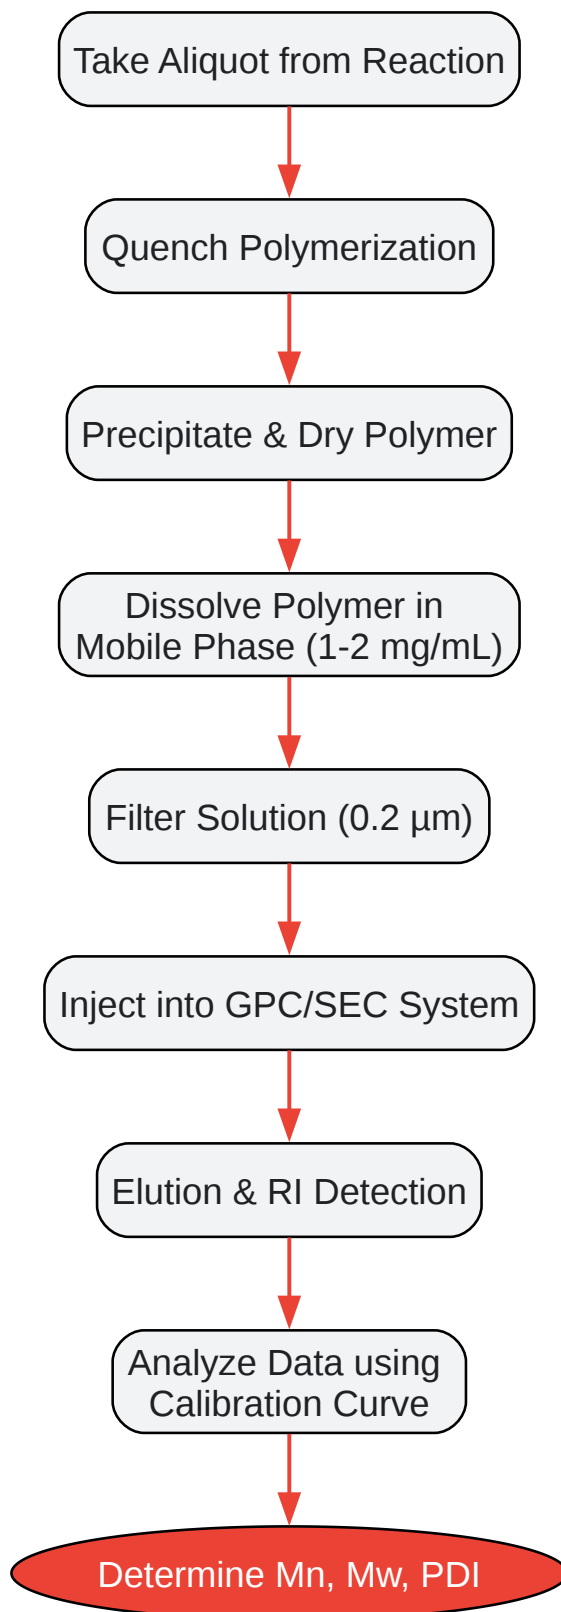 Take Aliquot from Reaction
Quench Polymerization
Precipitate & Dry Polymer
Dissolve Polymer in
Mobile Phase (1-2 mg/mL)
Filter Solution (0.2 µm)
Inject into GPC/SEC System
Elution & RI Detection
Analyze Data using
Calibration Curve
Determine Mn, Mw, PDI